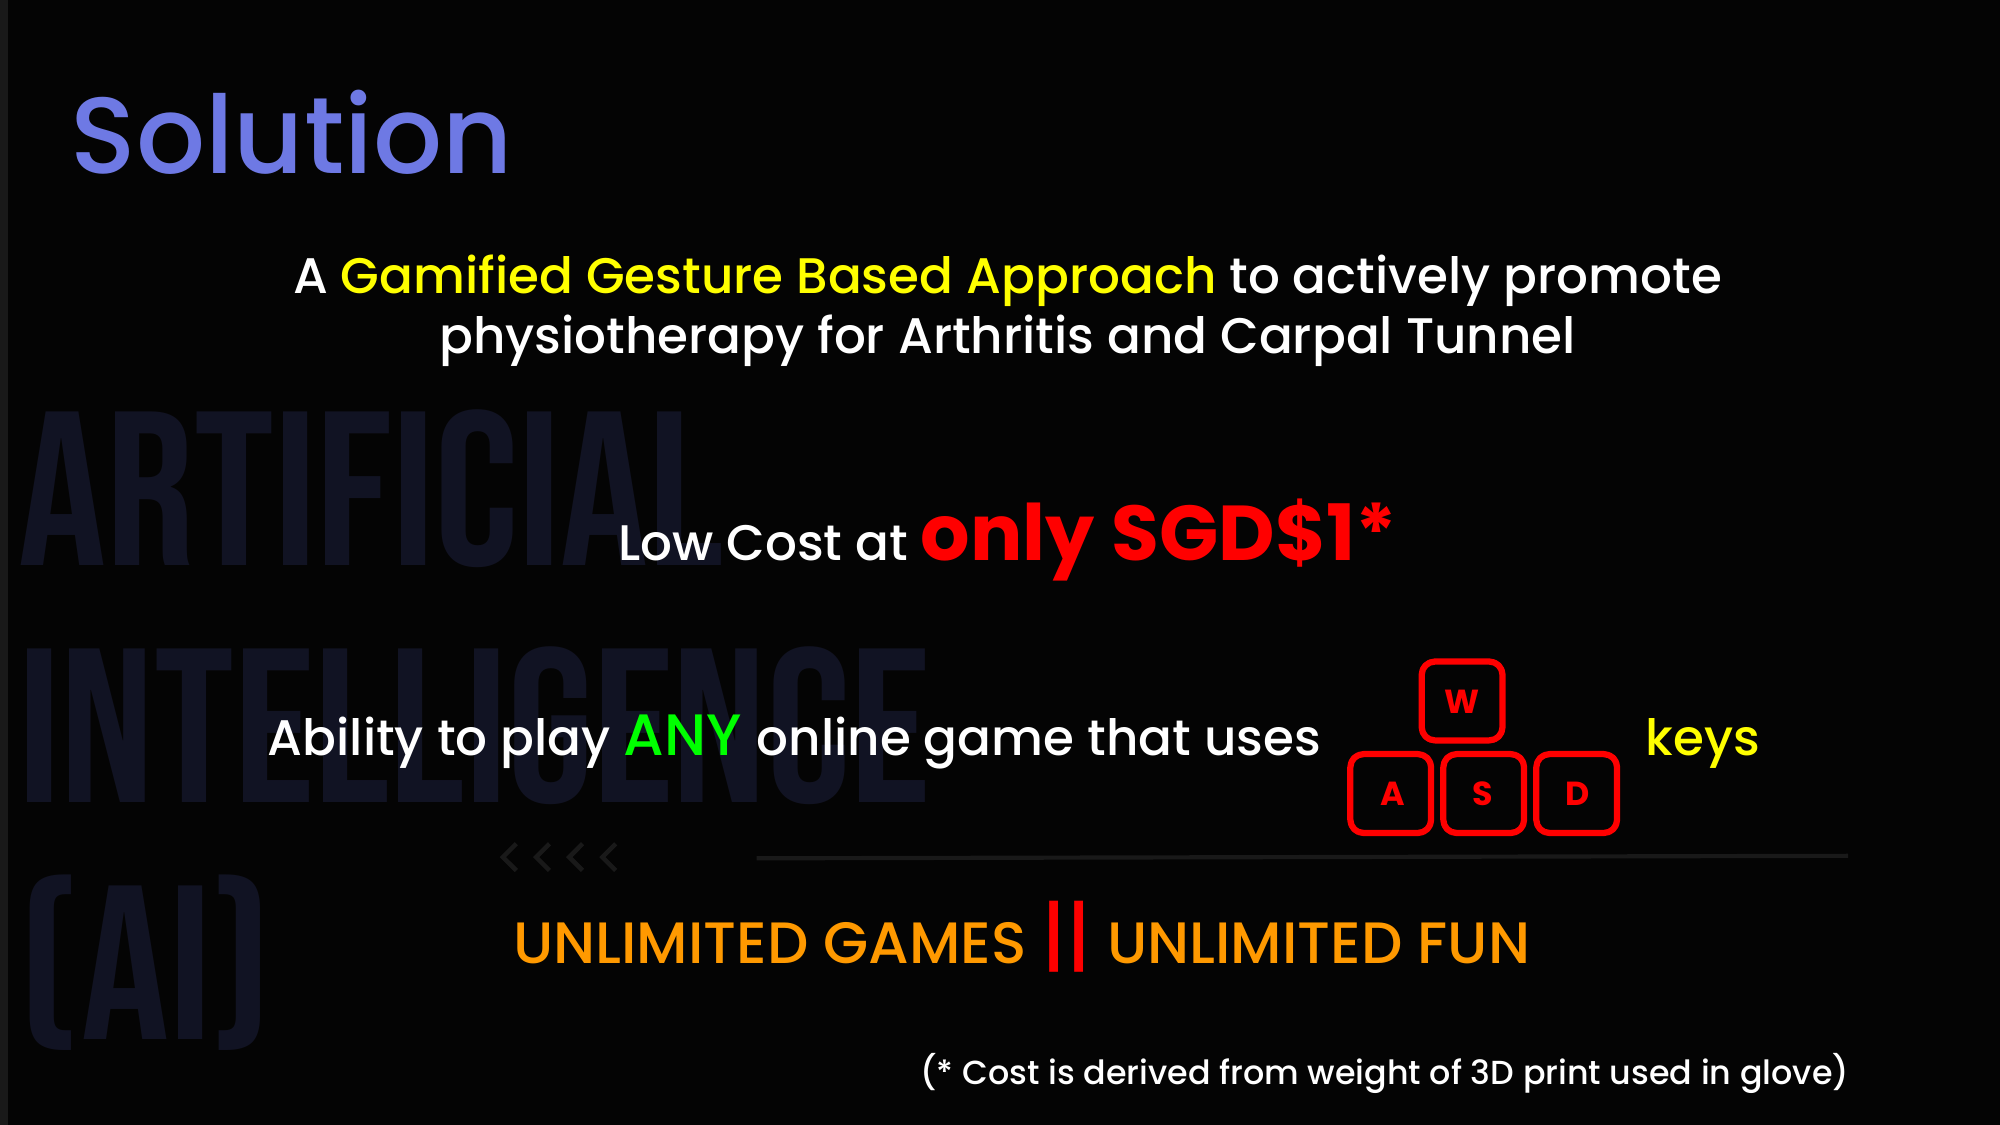 Solution
A Gamified Gesture Based Approach to actively promote
physiotherapy for Arthritis and Carpal Tunnel
ARTIFICIAL
Low Cost at only SGD$1*
INTELLIGENCE
W
Ability to play ANY online game that uses keys
A S D
(AI)
UNLIMITED GAMES || UNLIMITED FUN
(* Cost is derived from weight of 3D print used in glove)